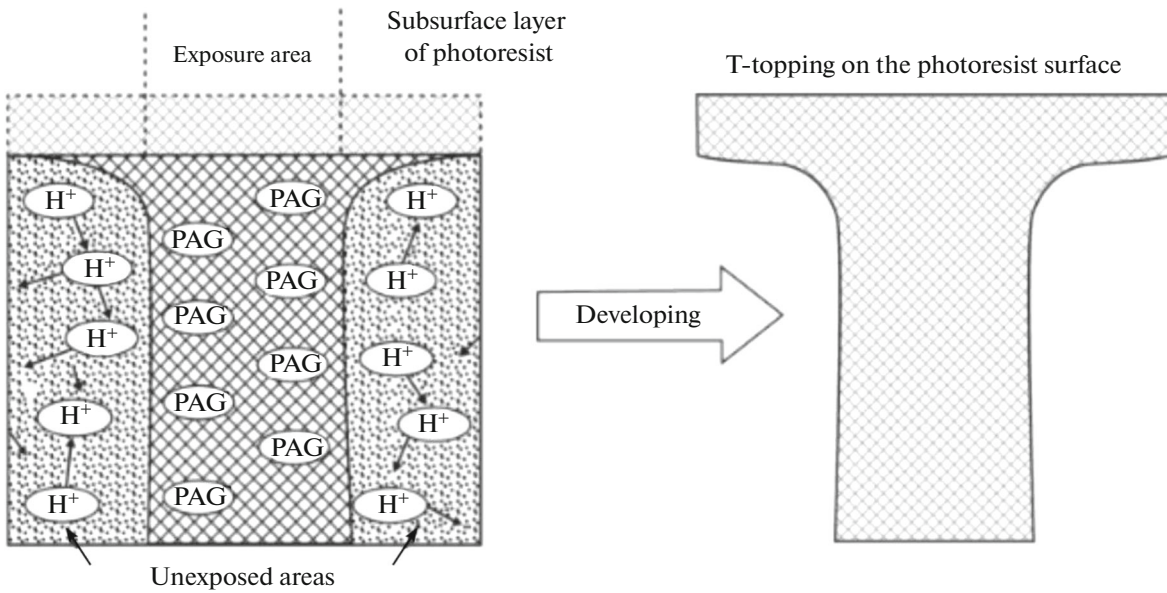 Exposure area
Subsurface layer
of photoresist
T-topping on the photoresist surface
H⁺
PAG
H⁺
PAG
H⁺
PAG
H⁺
PAG
H⁺
PAG
Developing
H⁺
PAG
H⁺
PAG
H⁺
H⁺
PAG
H⁺
PAG
H⁺
Unexposed areas